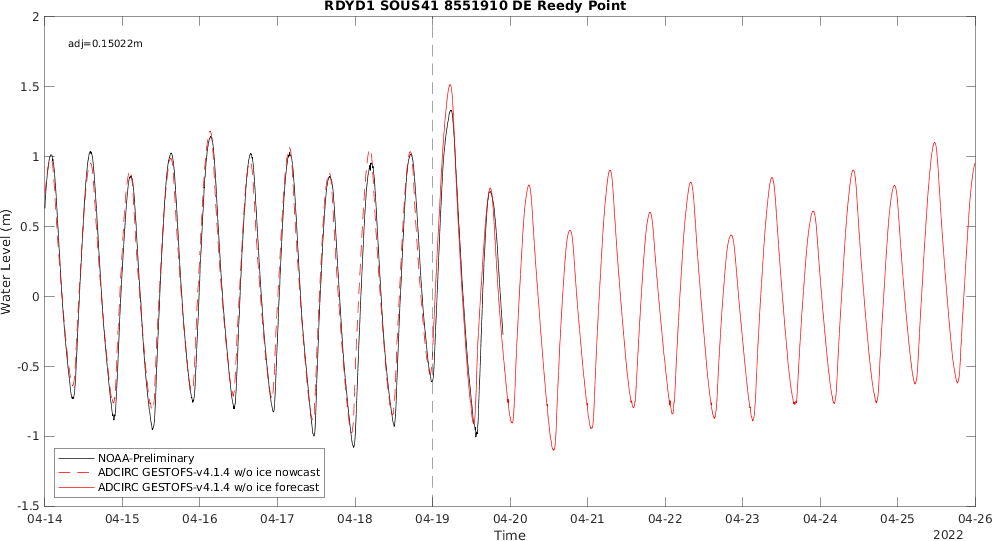 RDYD1 SOUS41 8551910 DE Reedy Point
adj=0.15022m
Water Level (m)
2
1.5
1
0.5
0
-0.5
-1
-1.5
NOAA-Preliminary
ADCIRC GESTOFS-v4.1.4 w/o ice nowcast
ADCIRC GESTOFS-v4.1.4 w/o ice forecast
04-14 04-15 04-16 04-17 04-18 04-19 04-20 04-21 04-22 04-23 04-24 04-25 04-26
Time
2022